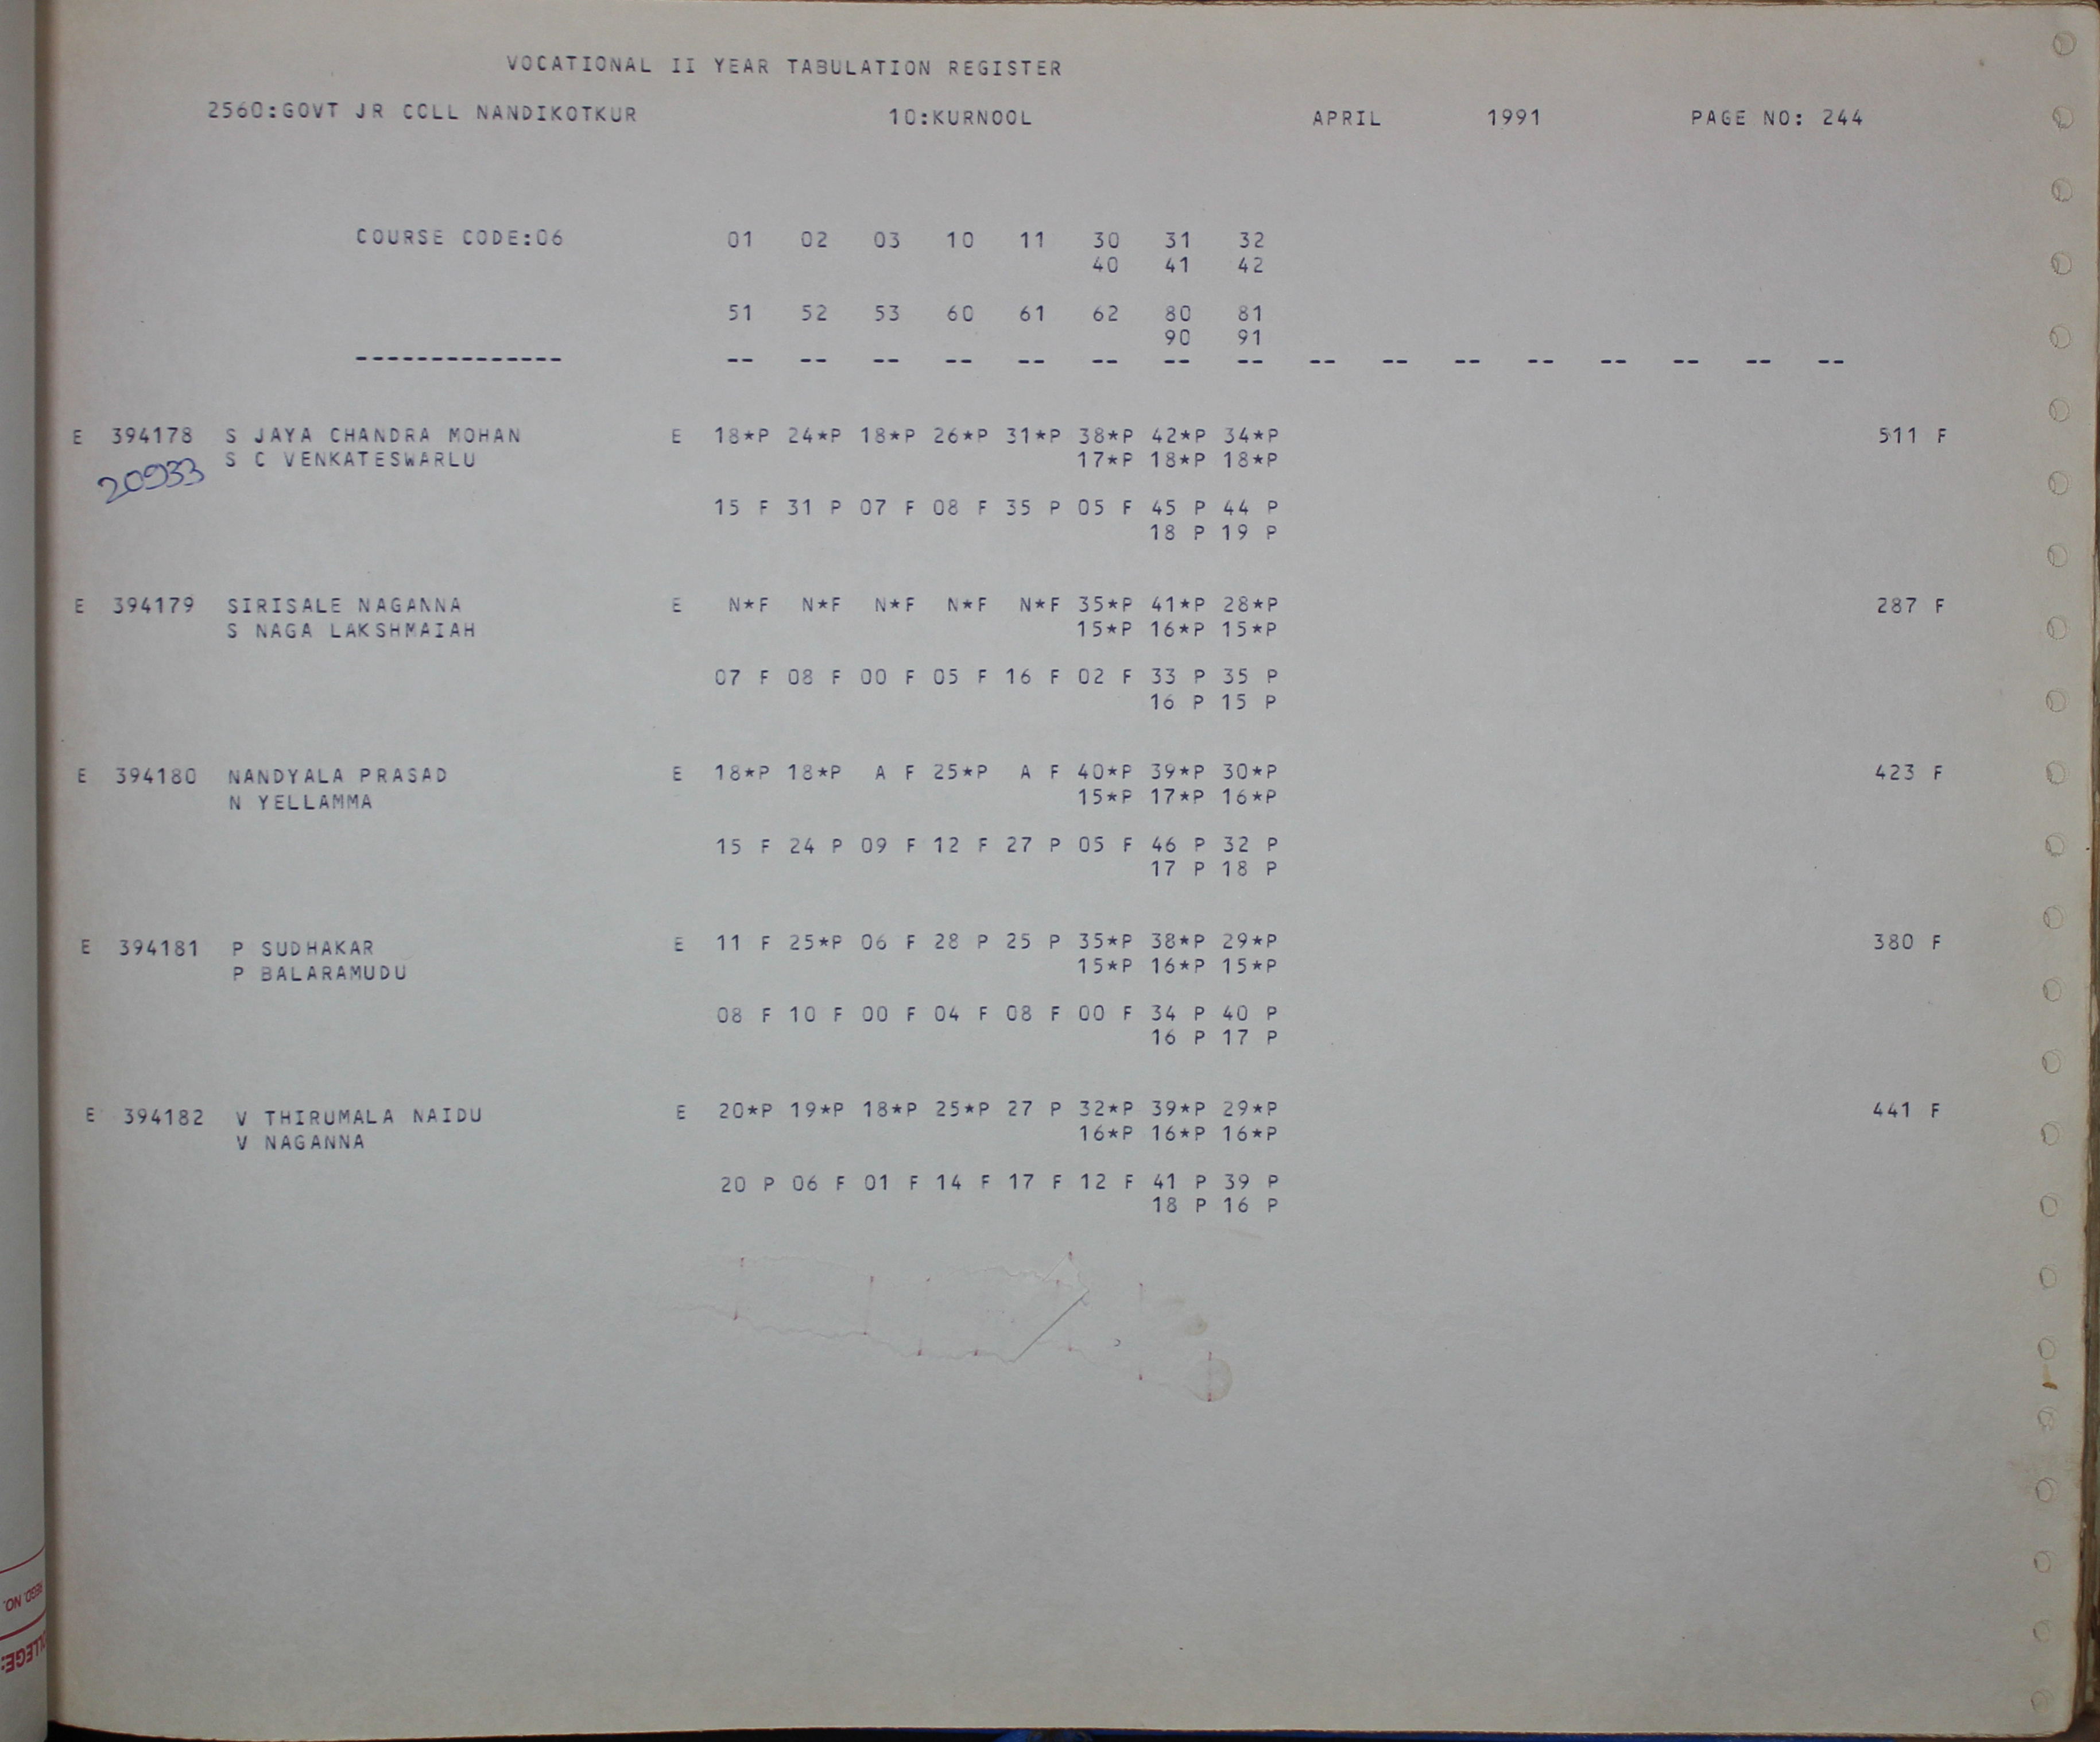 VOCATIONAL II YEAR TABULATION REGISTER
2560:GOVT JR COLL NANDIKOTKUR 10:KURNOOL APRIL 1991 PAGE NO: 244
COURSE CODE:06 01 02 03 10 11 30 31 32
40 41 42
51 52 53 60 61 62 80 81
90 91
-------------- -- -- -- -- -- -- -- -- -- -- -- -- -- -- -- --
E 394178 S JAYA CHANDRA MOHAN E 18*P 24*P 18*P 26*P 31*P 38*P 42*P 34*P 511 F
20933 S C VENKATESWARLU 17*P 18*P 18*P
15 F 31 P 07 F 08 F 35 P 05 F 45 P 44 P
18 P 19 P
E 394179 SIRISALE NAGANNA E N*F N*F N*F N*F N*F 35*P 41*P 28*P 287 F
S NAGA LAKSHMAIAH 15*P 16*P 15*P
07 F 08 F 00 F 05 F 16 F 02 F 33 P 35 P
16 P 15 P
E 394180 NANDYALA PRASAD E 18*P 18*P A F 25*P A F 40*P 39*P 30*P 423 F
N YELLAMMA 15*P 17*P 16*P
15 F 24 P 09 F 12 F 27 P 05 F 46 P 32 P
17 P 18 P
E 394181 P SUDHAKAR E 11 F 25*P 06 F 28 P 25 P 35*P 38*P 29*P 380 F
P BALARAMUDU 15*P 16*P 15*P
08 F 10 F 00 F 04 F 08 F 00 F 34 P 40 P
16 P 17 P
E 394182 V THIRUMALA NAIDU E 20*P 19*P 18*P 25*P 27 P 32*P 39*P 29*P 441 F
V NAGANNA 16*P 16*P 16*P
20 P 06 F 01 F 14 F 17 F 12 F 41 P 39 P
18 P 16 P
REGD. NO.